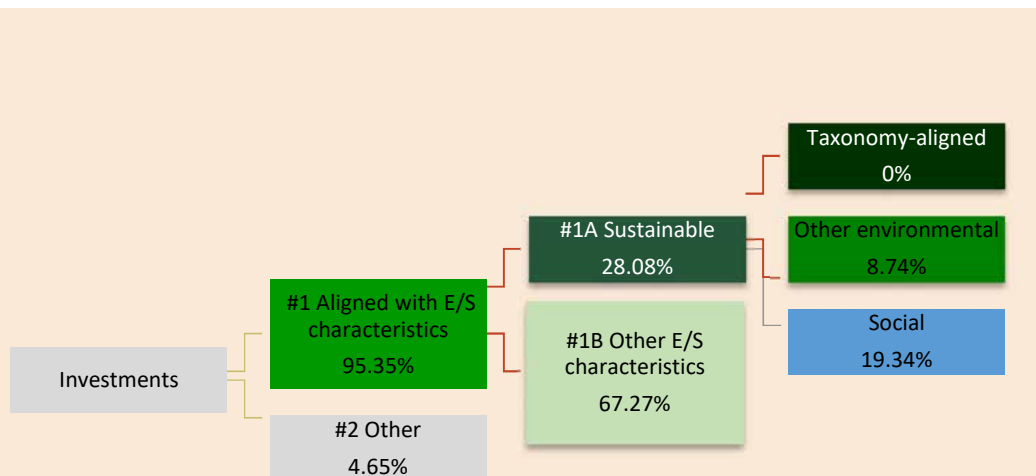 Taxonomy-aligned
0%
#1A Sustainable
28.08%
Other environmental
8.74%
#1 Aligned with E/S
characteristics
95.35%
#1B Other E/S
characteristics
67.27%
Social
19.34%
Investments
#2 Other
4.65%